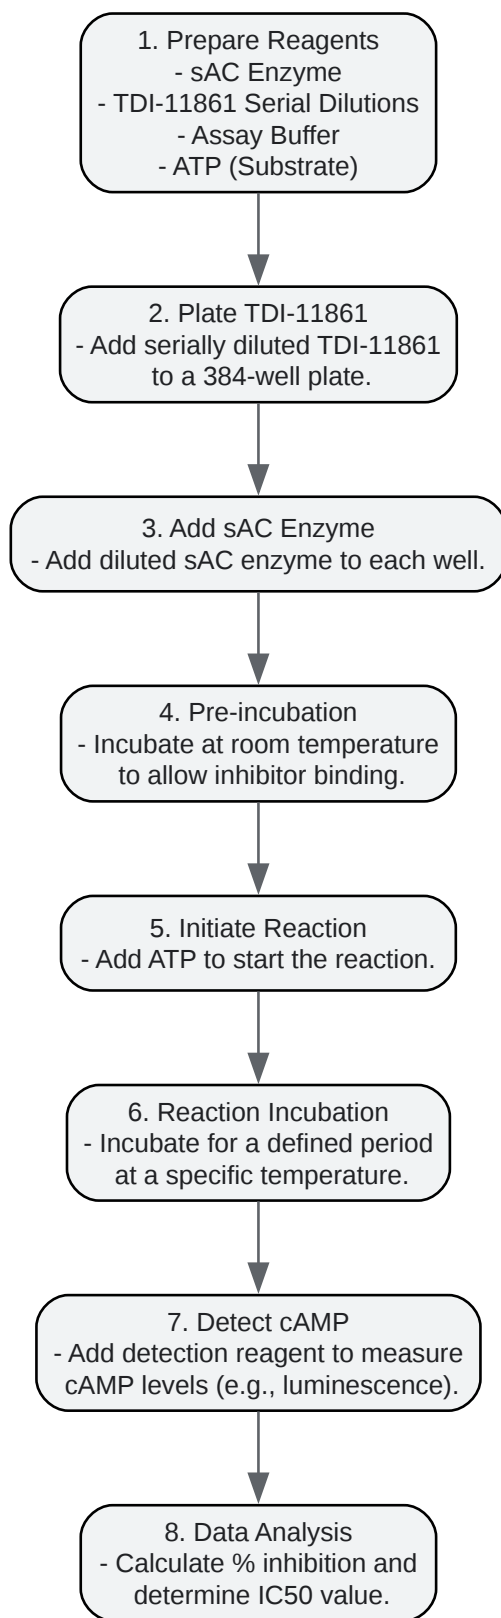 1. Prepare Reagents
- sAC Enzyme
- TDI-11861 Serial Dilutions
- Assay Buffer
- ATP (Substrate)
2. Plate TDI-11861
- Add serially diluted TDI-11861
to a 384-well plate.
3. Add sAC Enzyme
- Add diluted sAC enzyme to each well.
4. Pre-incubation
- Incubate at room temperature
to allow inhibitor binding.
5. Initiate Reaction
- Add ATP to start the reaction.
6. Reaction Incubation
- Incubate for a defined period
at a specific temperature.
7. Detect cAMP
- Add detection reagent to measure
cAMP levels (e.g., luminescence).
8. Data Analysis
- Calculate % inhibition and
determine IC50 value.